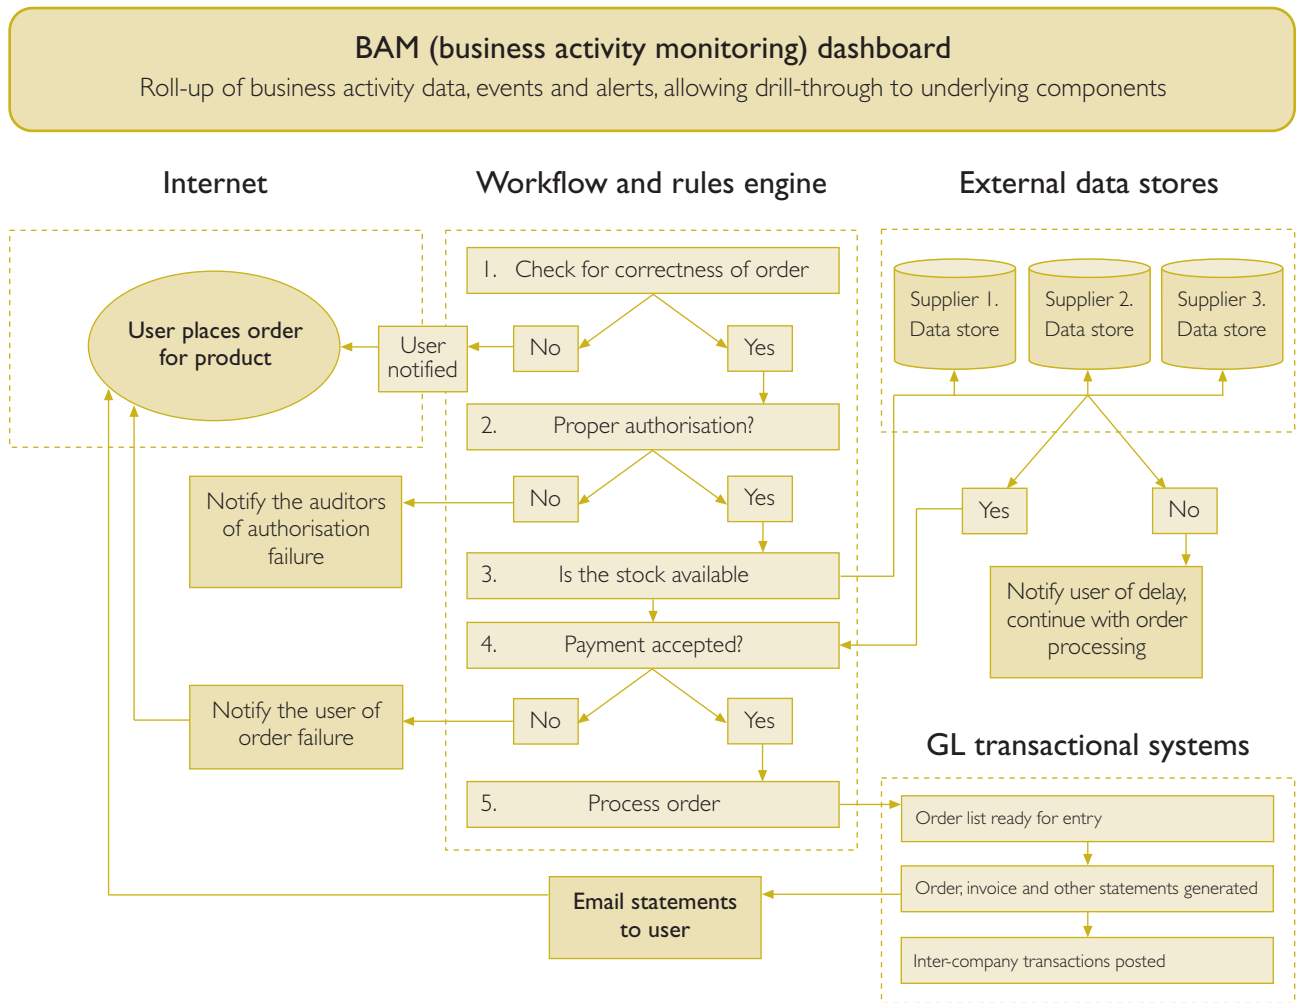 BAM (business activity monitoring) dashboard
Roll-up of business activity data, events and alerts, allowing drill-through to underlying components
Internet
Workflow and rules engine
External data stores
User places order
for product
User
notified
1. Check for correctness of order
No
Yes
2. Proper authorisation?
No
Yes
Notify the auditors
of authorisation
failure
3. Is the stock available
4. Payment accepted?
No
Yes
Notify the user of
order failure
5. Process order
Supplier 1.
Data store
Supplier 2.
Data store
Supplier 3.
Data store
Yes
No
Notify user of delay,
continue with order
processing
GL transactional systems
Order list ready for entry
Order, invoice and other statements generated
Inter-company transactions posted
Email statements
to user